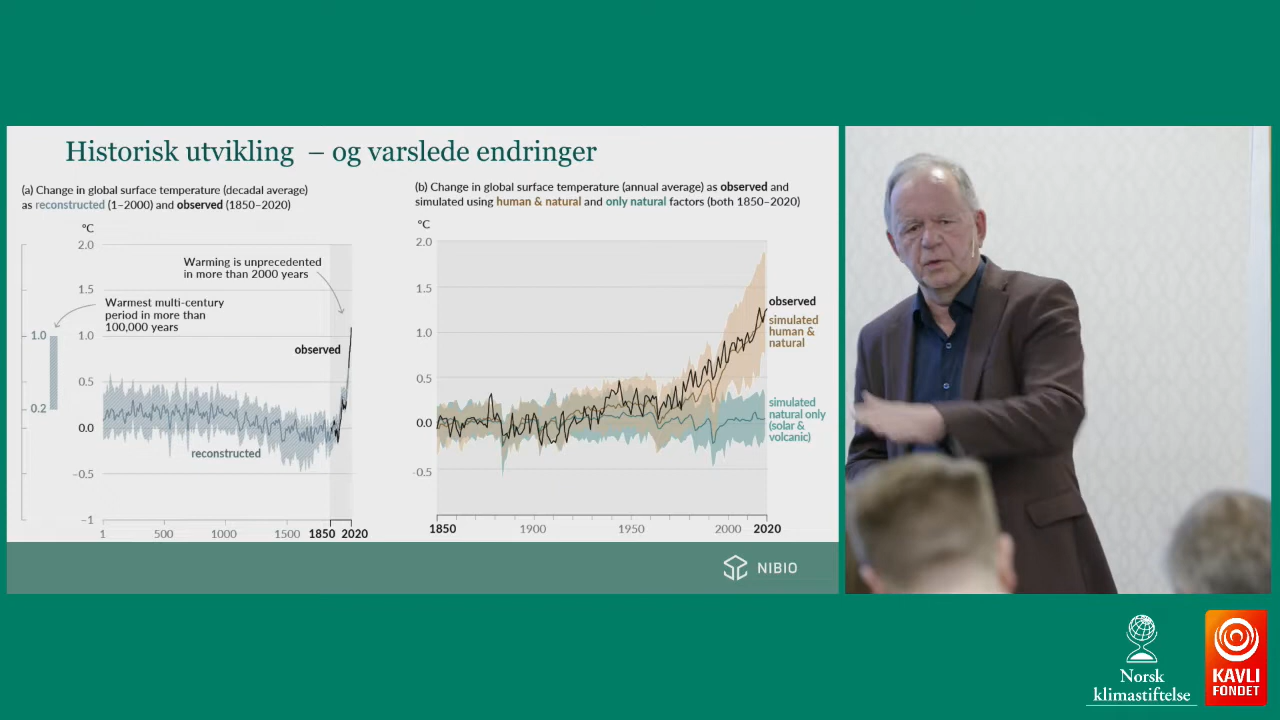 Historisk utvikling – og varslede endringer
(a) Change in global surface temperature (decadal average)
as reconstructed (1–2000) and observed (1850–2020)
°C
2.0
1.5
1.0
0.5
0.0
–0.5
–1
1.0
0.2
Warming is unprecedented
in more than 2000 years
Warmest multi-century
period in more than
100,000 years
observed
reconstructed
1 500 1000 1500 1850 2020
(b) Change in global surface temperature (annual average) as observed and
simulated using human & natural and only natural factors (both 1850–2020)
°C
2.0
1.5
1.0
0.5
0.0
-0.5
observed
simulated
human &
natural
simulated
natural only
(solar &
volcanic)
1850 1900 1950 2000 2020
NIBIO
Norsk
klimastiftelse
KAVLI
FONDET